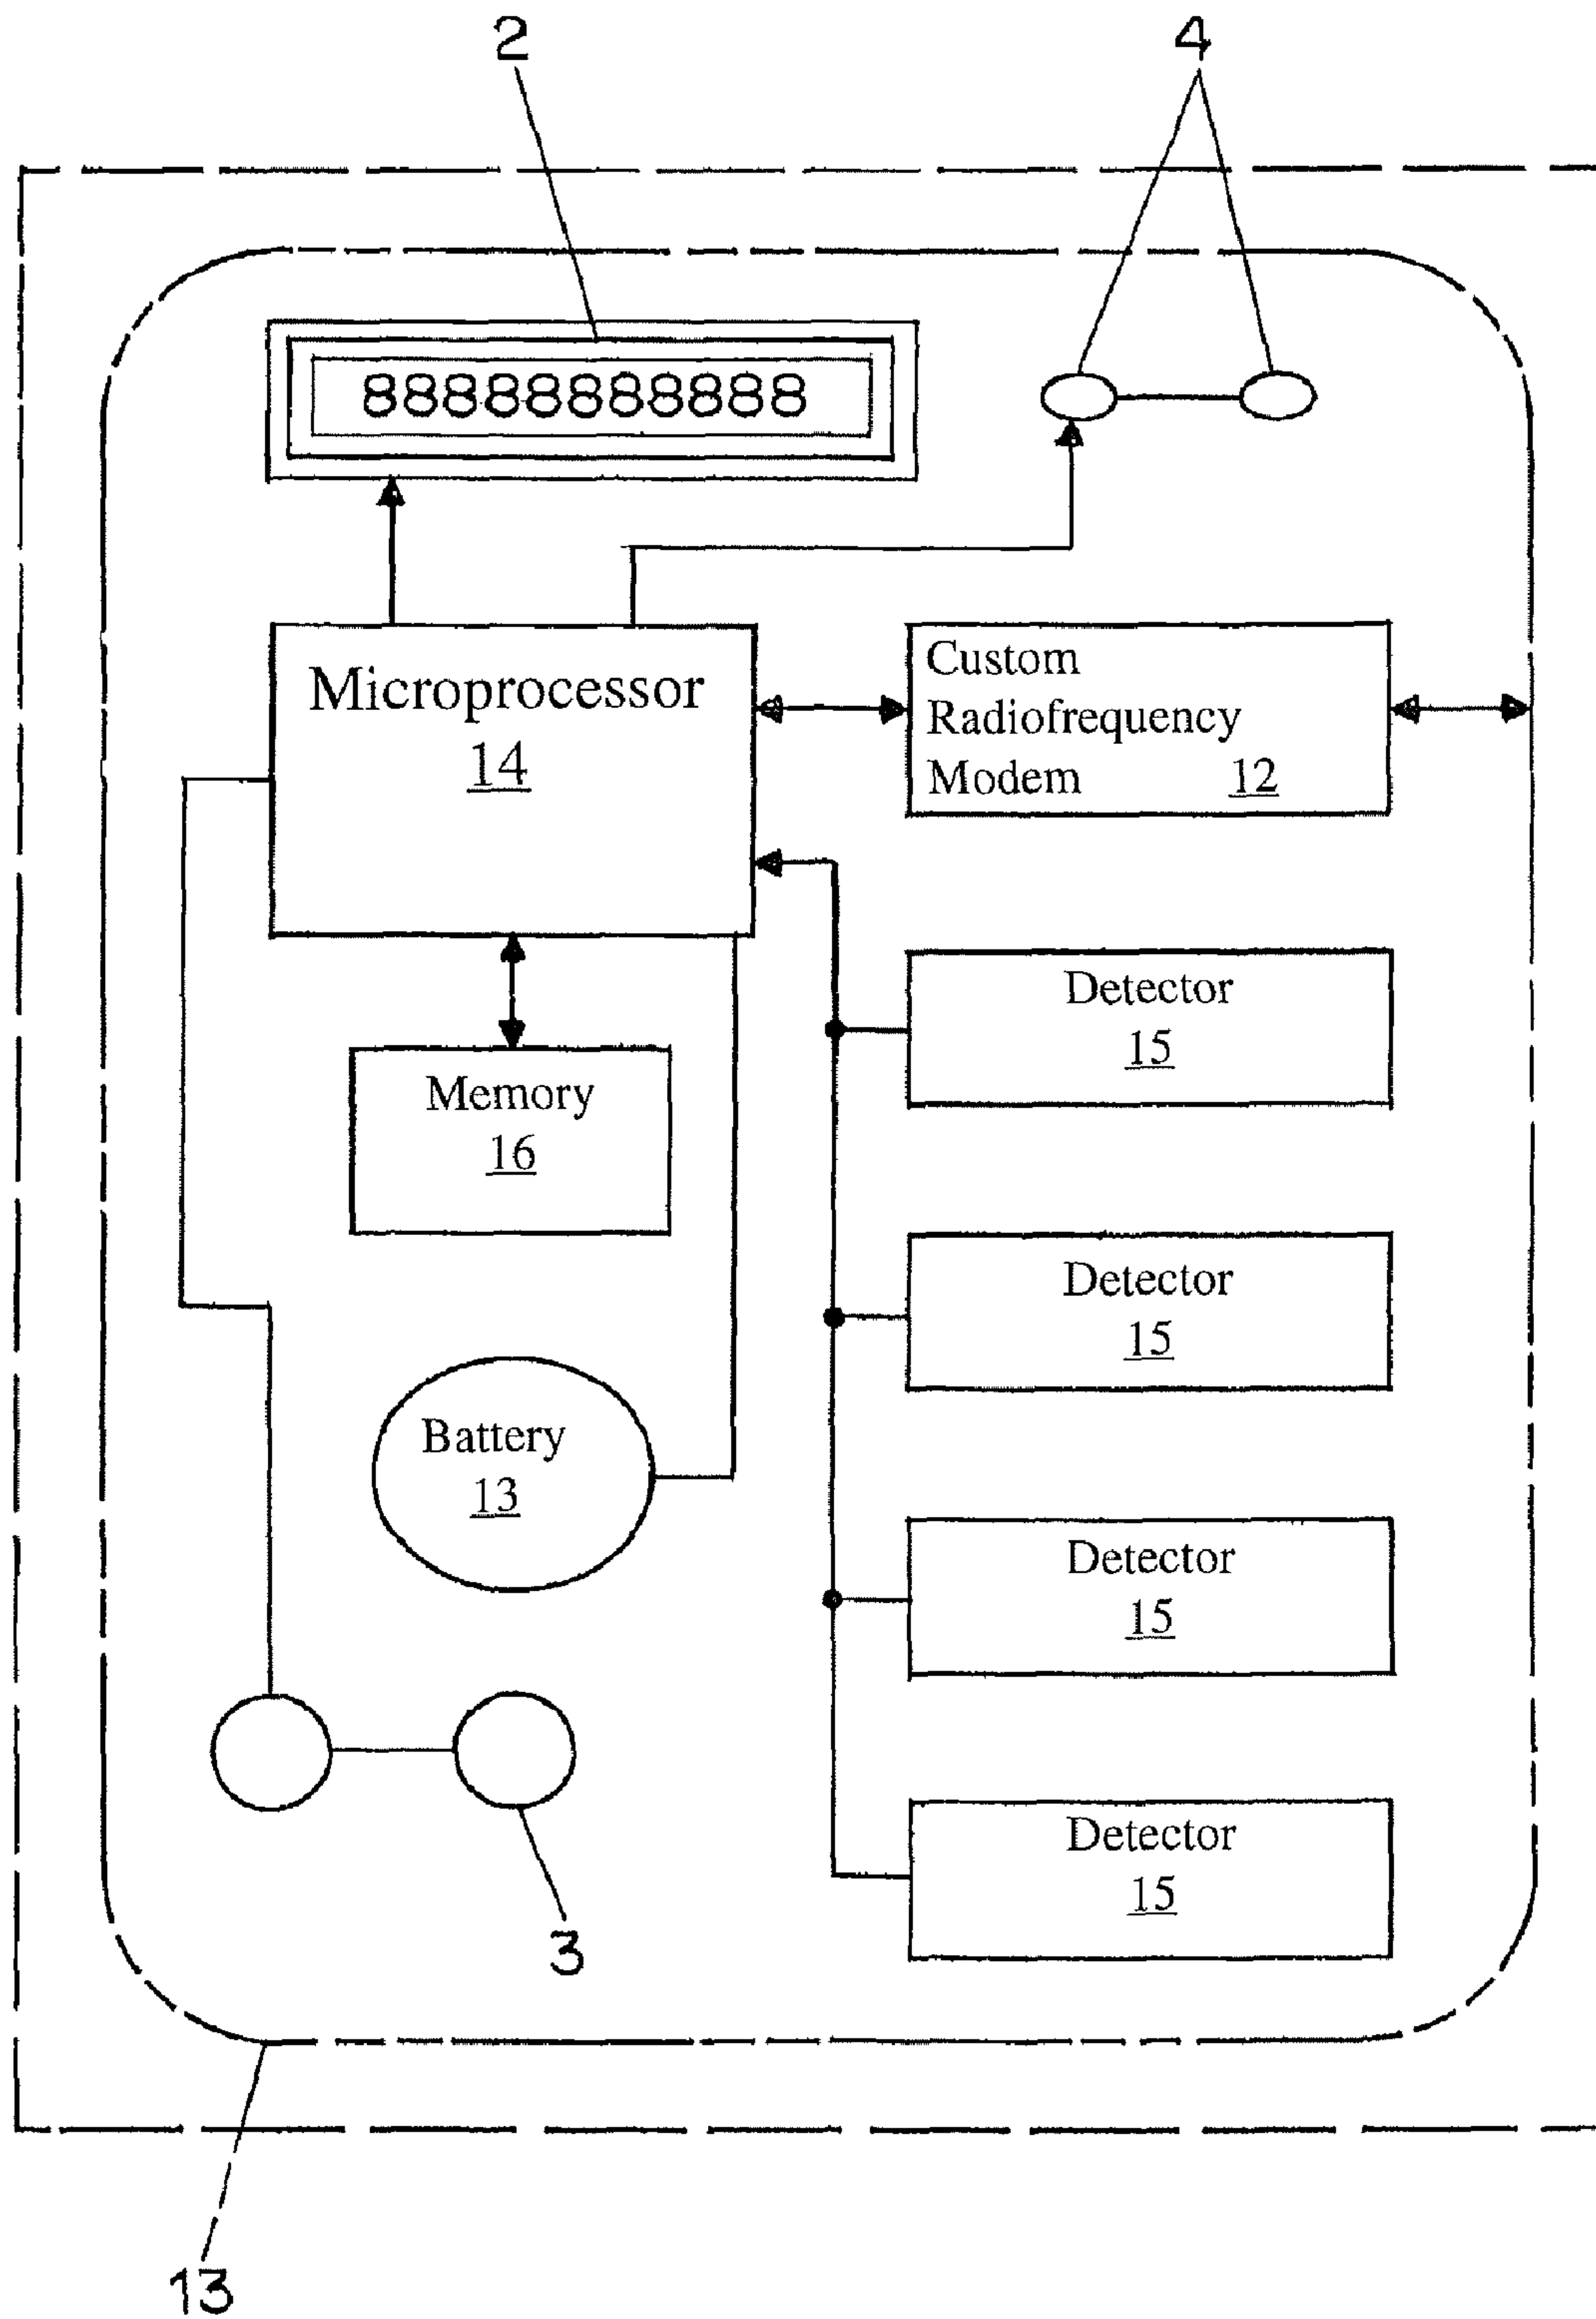 2
4
88888888888
Microprocessor
14
Custom
Radiofrequency
Modem 12
Detector
15
Memory
16
Detector
15
Battery
13
Detector
15
Detector
15
3
13